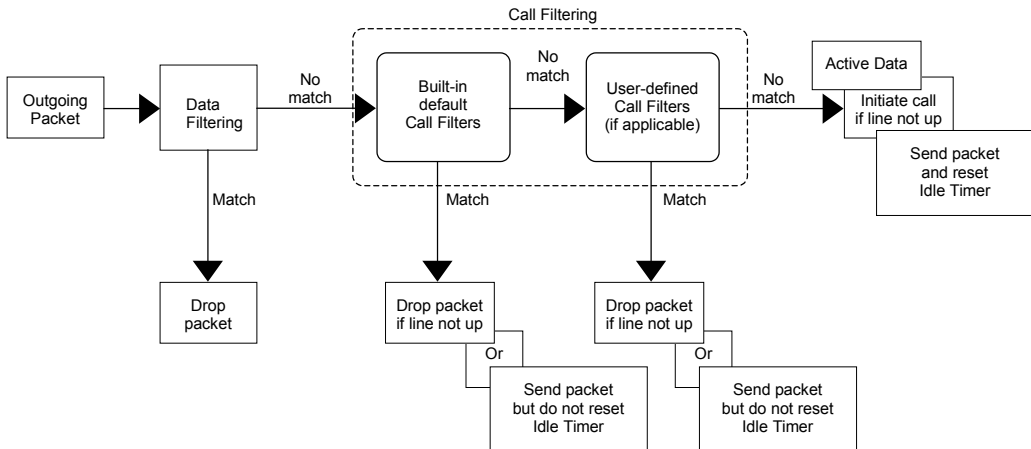 Call Filtering
Outgoing
Packet
Data
Filtering
No
match
Built-in
default
Call Filters
No
match
User-defined
Call Filters
(if applicable)
No
match
Active Data
Initiate call
if line not up
Send packet
and reset
Idle Timer
Match
Match
Match
Drop
packet
Drop packet
if line not up
Or
Send packet
but do not reset
Idle Timer
Drop packet
if line not up
Or
Send packet
but do not reset
Idle Timer